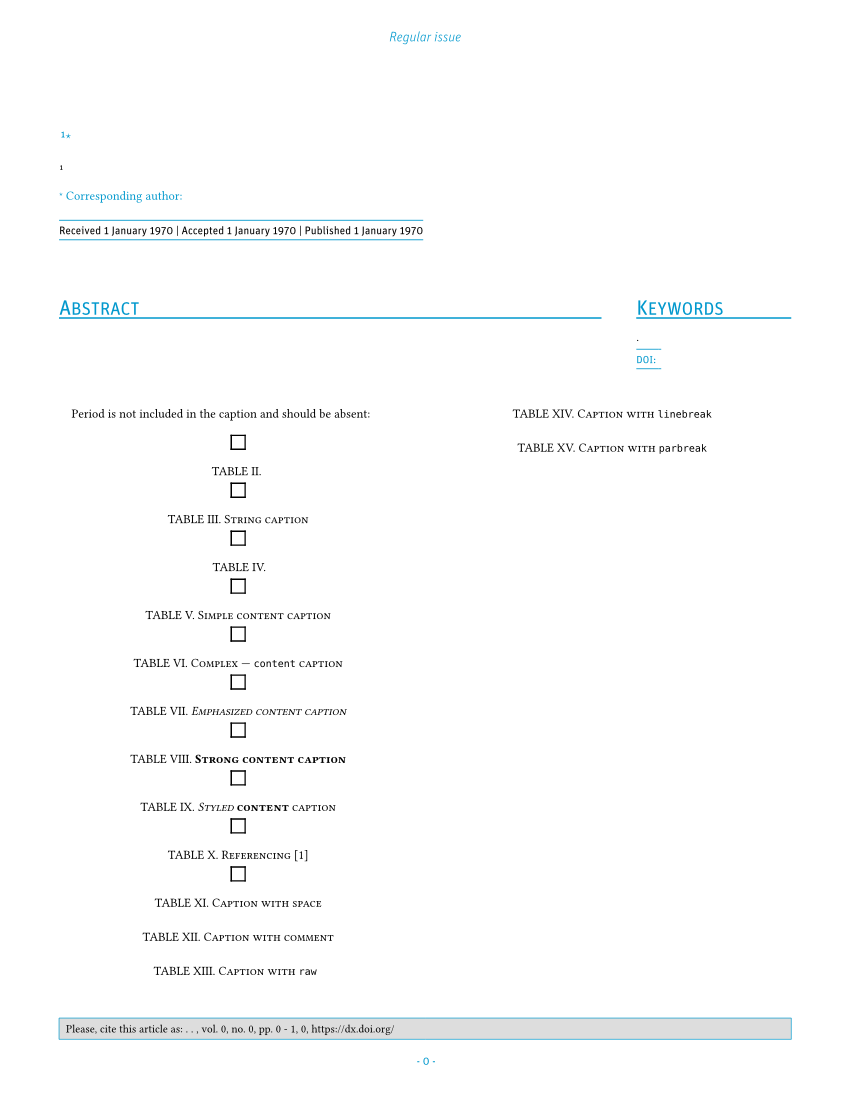 Regular issue
1*
1
* Corresponding author:
Received 1 January 1970 | Accepted 1 January 1970 | Published 1 January 1970
Abstract
Keywords
.
DOI:
Period is not included in the caption and should be absent:
TABLE II.
TABLE III. String caption
TABLE IV.
TABLE V. Simple content caption
TABLE VI. Complex — content caption
TABLE VII. Emphasized content caption
TABLE VIII. Strong content caption
TABLE IX. Styled content caption
TABLE X. Referencing [1]
TABLE XI. Caption with space
TABLE XII. Caption with comment
TABLE XIII. Caption with raw
TABLE XIV. Caption with linebreak
TABLE XV. Caption with parbreak
Please, cite this article as: . . , vol. 0, no. 0, pp. 0 - 1, 0, https://dx.doi.org/
- 0 -